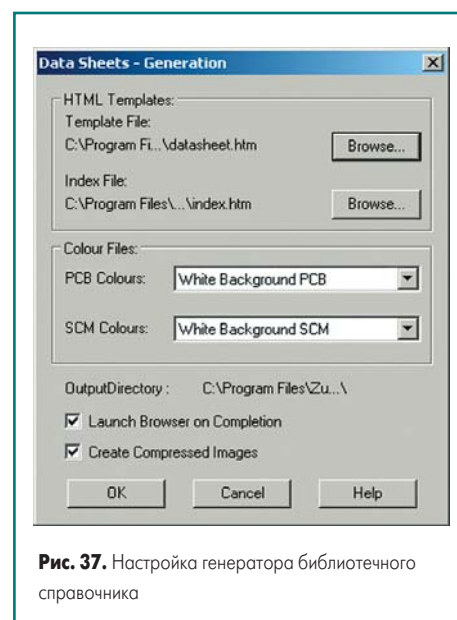 Data Sheets - Generation
HTML Templates:
Template File:
C:\Program Fi...\datasheet.htm
Browse...
Index File:
C:\Program Files\...\index.htm
Browse...
Colour Files:
PCB Colours: White Background PCB
SCM Colours: White Background SCM
OutputDirectory : C:\Program Files\Zu...\
Launch Browser on Completion
Create Compressed Images
OK Cancel Help
Рис. 37. Настройка генератора библиотечного
справочника